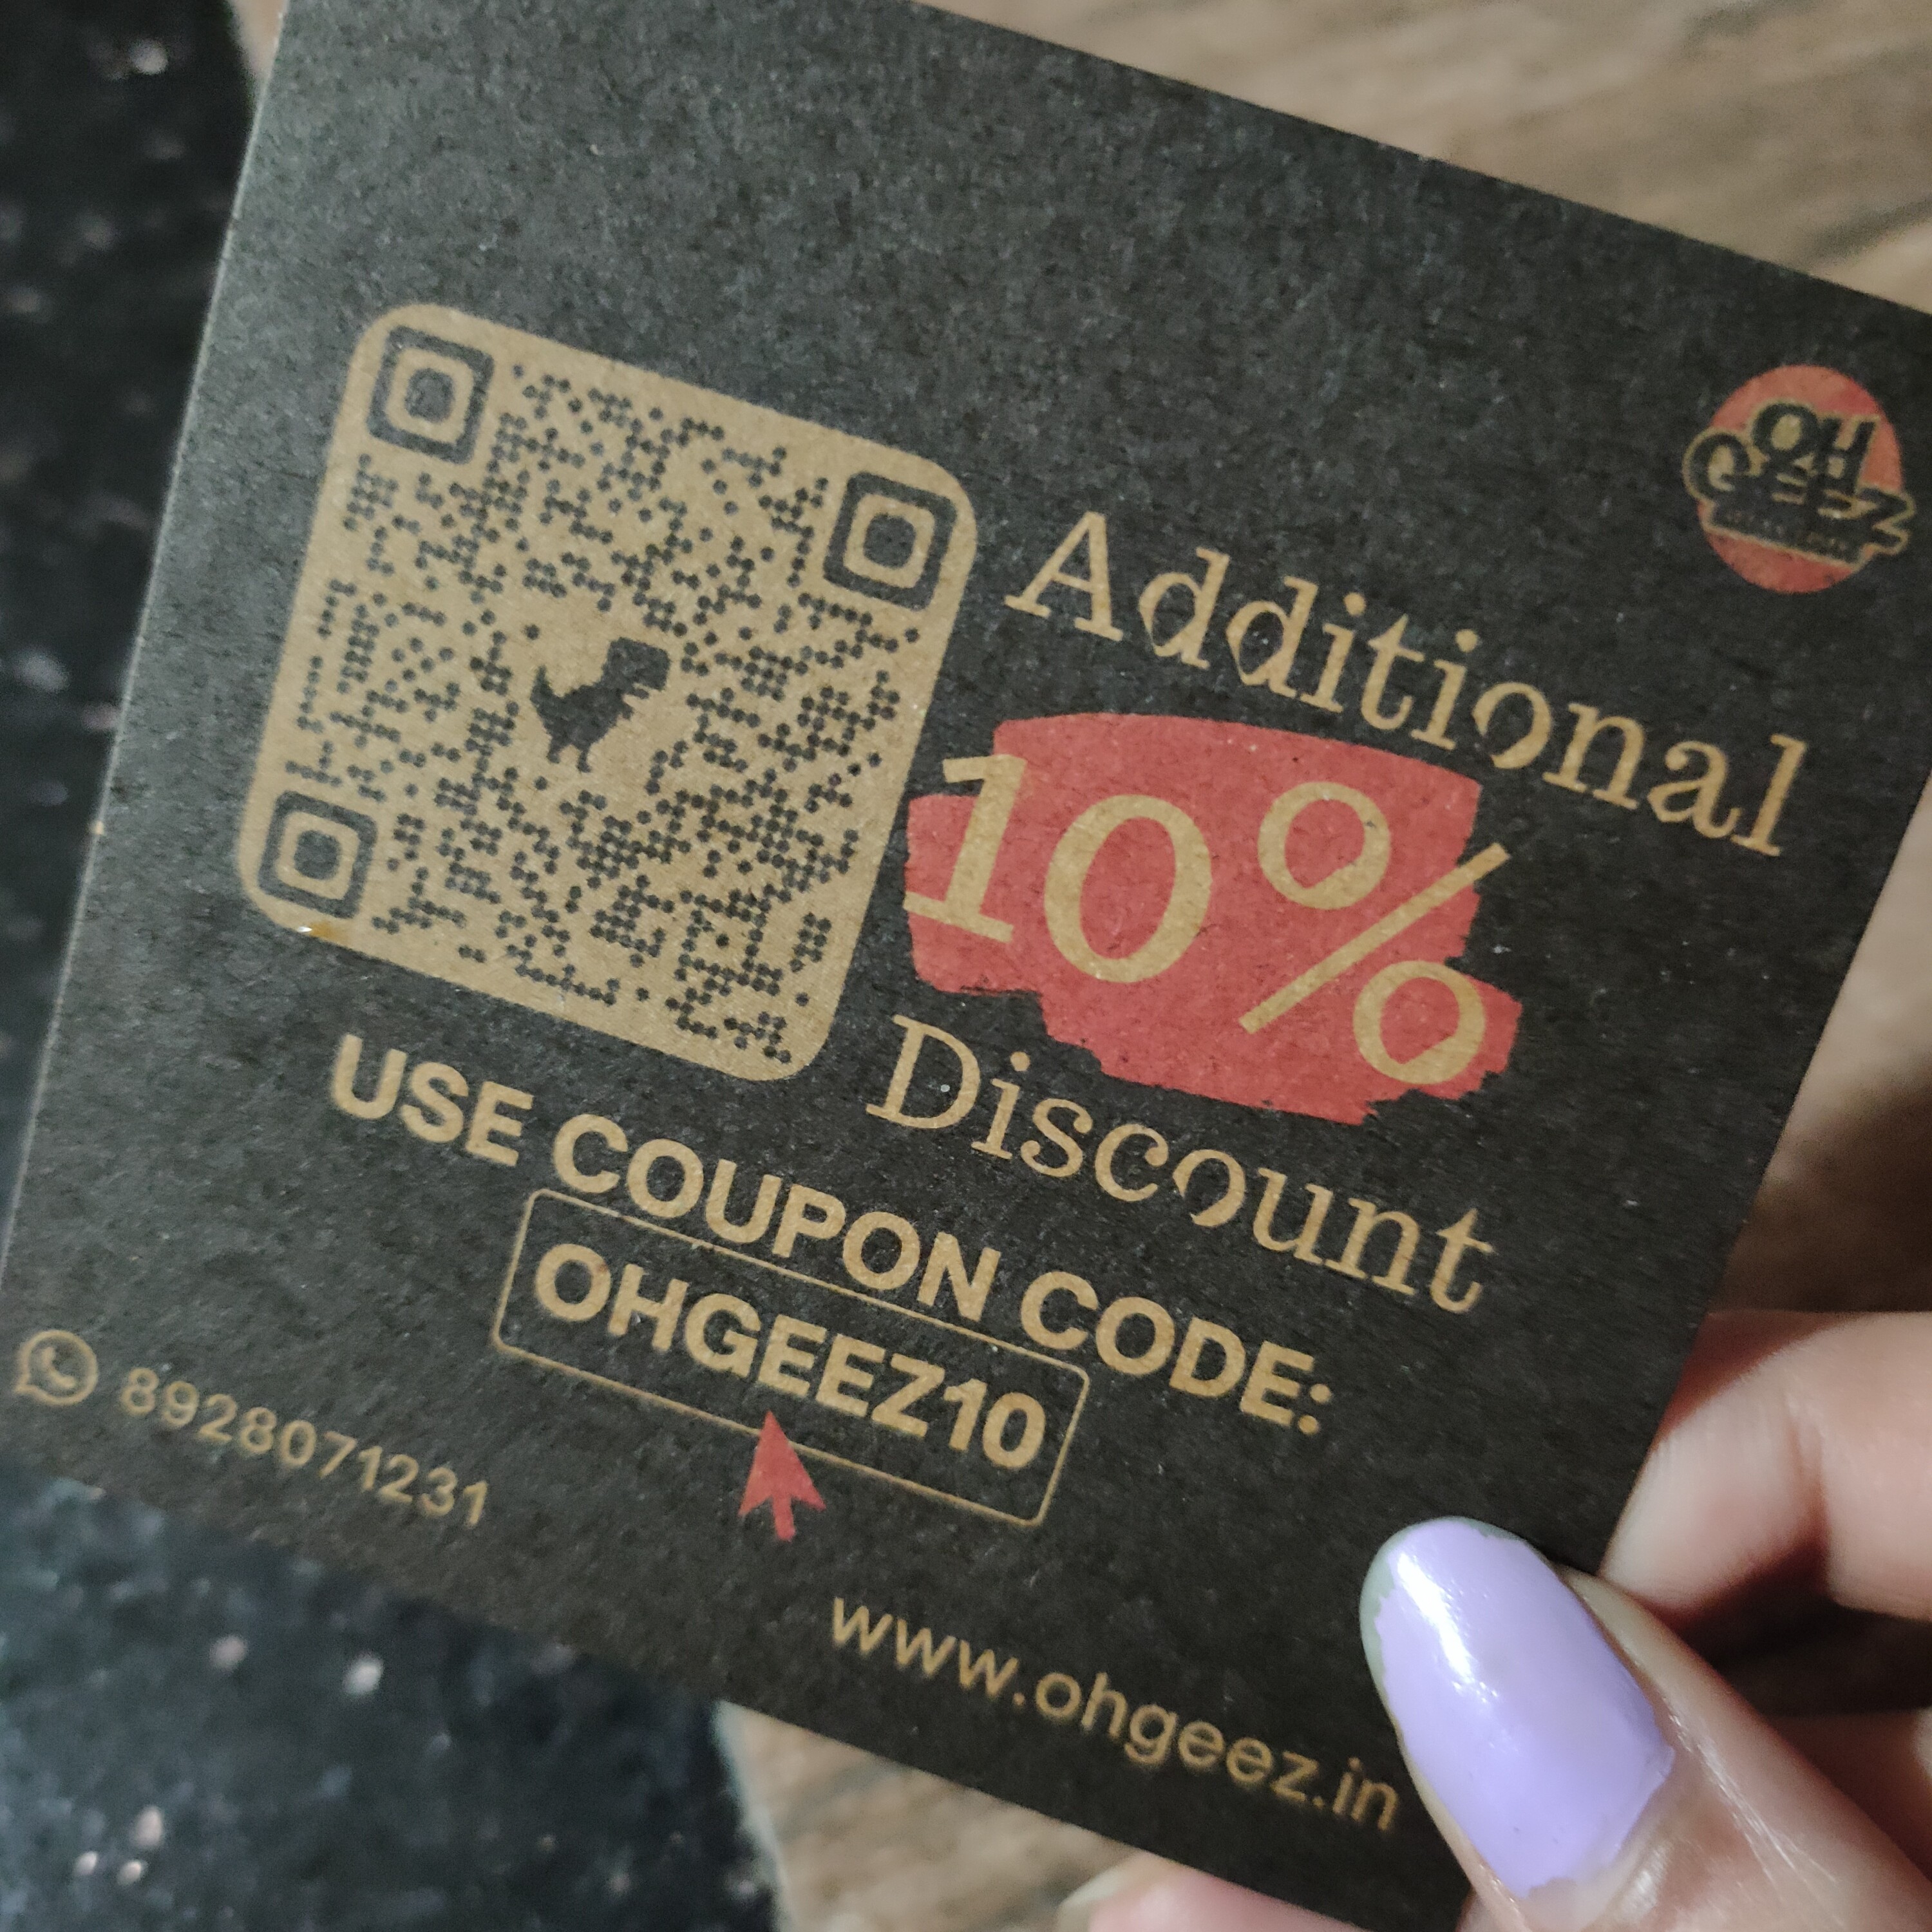 OH
GEEZ
Additional
10%
Discount
USE COUPON CODE:
OHGEEZ10
8928071231
www.ohgeez.in